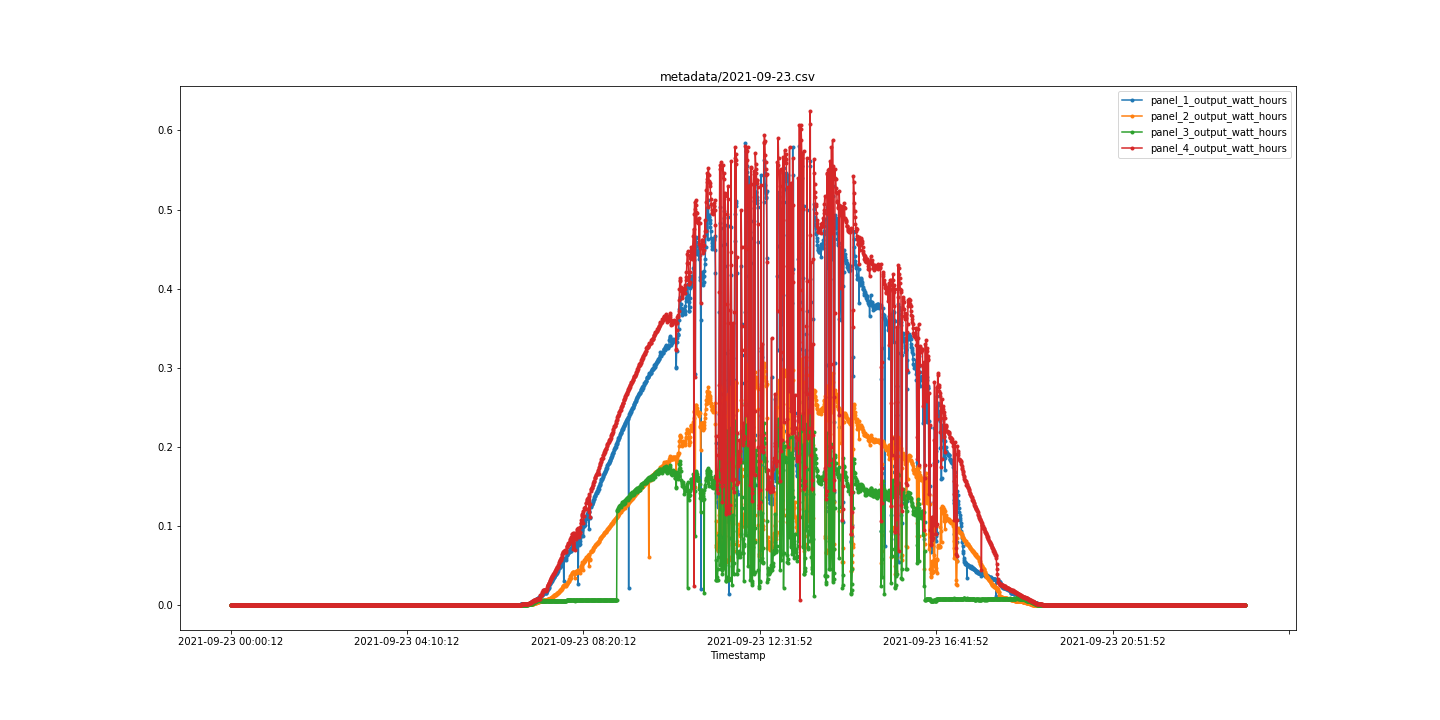 metadata/2021-09-23.csv
panel_1_output_watt_hours
panel_2_output_watt_hours
panel_3_output_watt_hours
panel_4_output_watt_hours
0.6
0.5
0.4
0.3
0.2
0.1
0.0
2021-09-23 00:00:12 2021-09-23 04:10:12 2021-09-23 08:20:12 2021-09-23 12:31:52 2021-09-23 16:41:52 2021-09-23 20:51:52
Timestamp